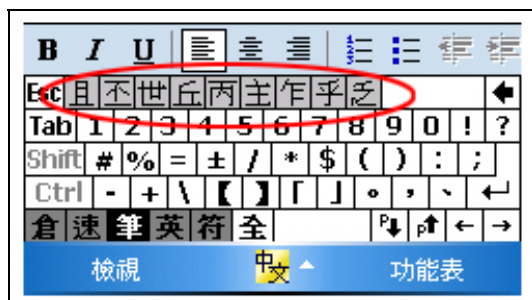 B I U
Esc 且 不 世 丘 丙 主 乍 乎 乏
Tab 1 2 3 4 5 6 7 8 9 0 ! ?
Shift # % = ± / * $ ( ) : ;
Ctrl - + \ 【 】 「 」 。 , 、
倉 速 筆 英 符 全 P↓ P↑ ← →
檢視 中文 功能表